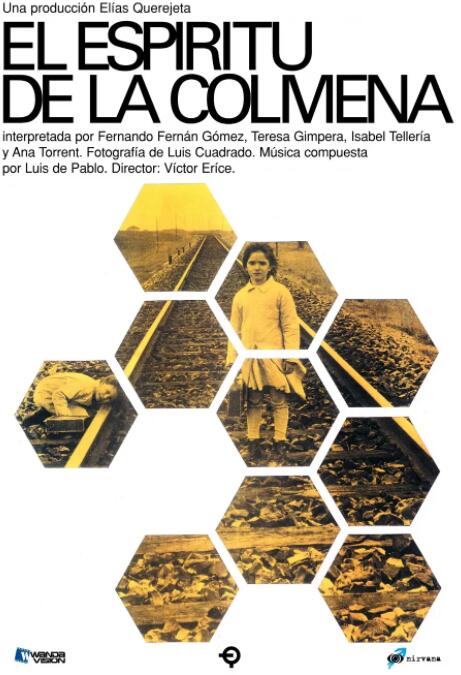 Una producción Elías Querejeta
EL ESPIRITU
DE LA COLMENA
interpretada por Fernando Fernán Gómez, Teresa Gimpera, Isabel Tellería
y Ana Torrent. Fotografía de Luis Cuadrado. Música compuesta
por Luis de Pablo. Director: Víctor Eríce.
WANDA
VISION
nirvana